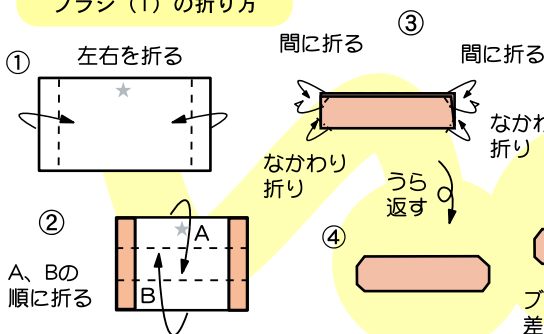 ブラシ（1）の折り方
①
左右を折る
②
A、Bの
順に折る
A
B
③
間に折る
間に折る
なかわり
折り
なかわ
折り
うら
返す
④
ブ
差